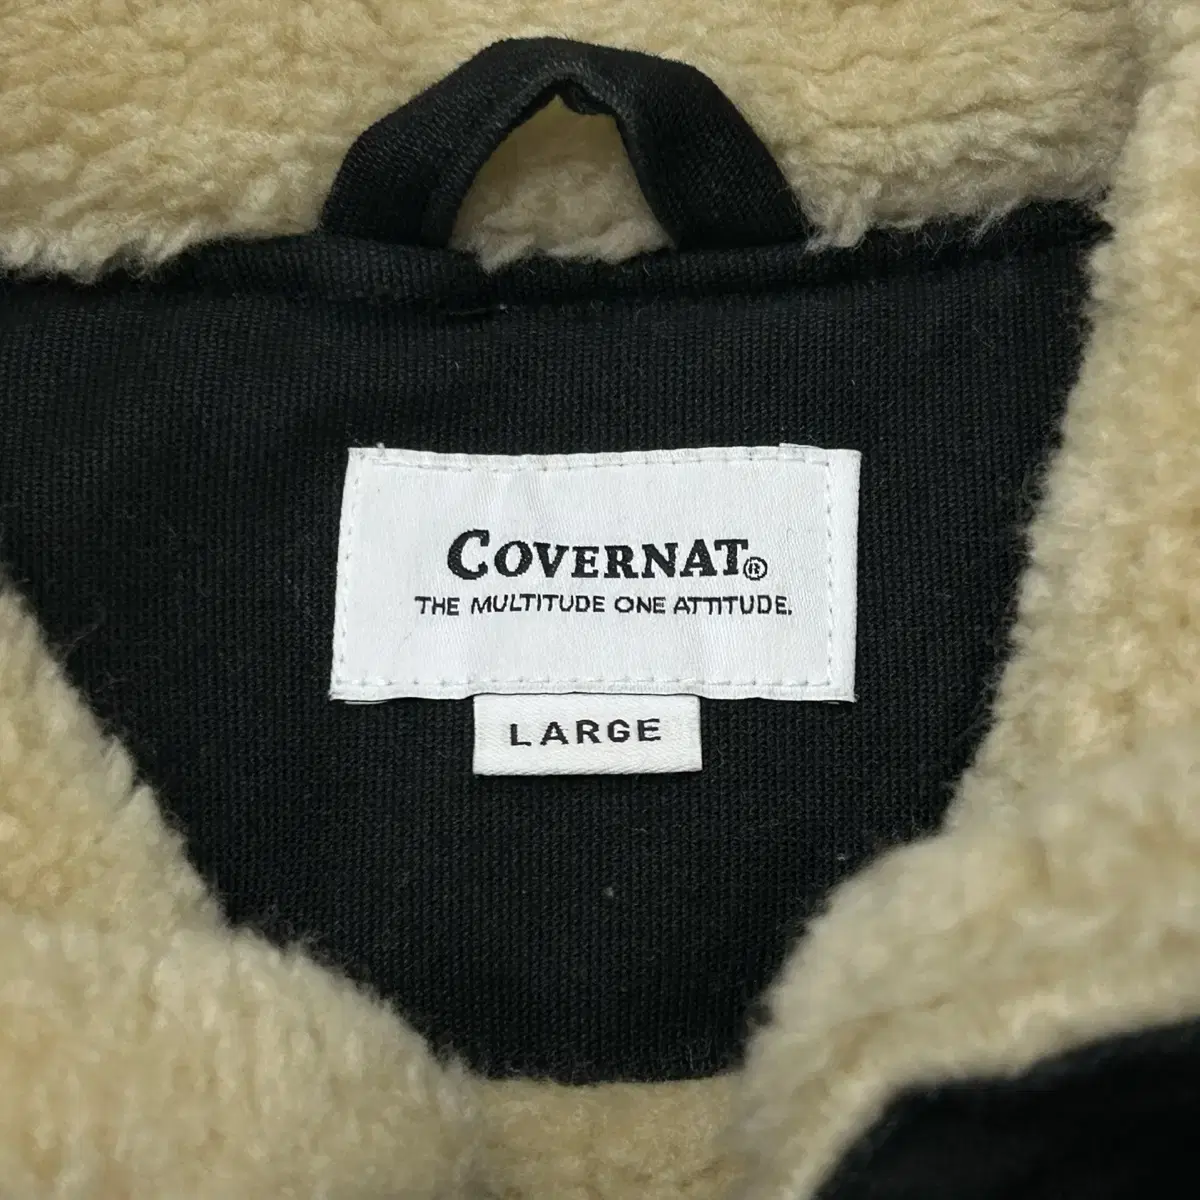 COVERNAT®
THE MULTITUDE ONE ATTITUDE.
LARGE